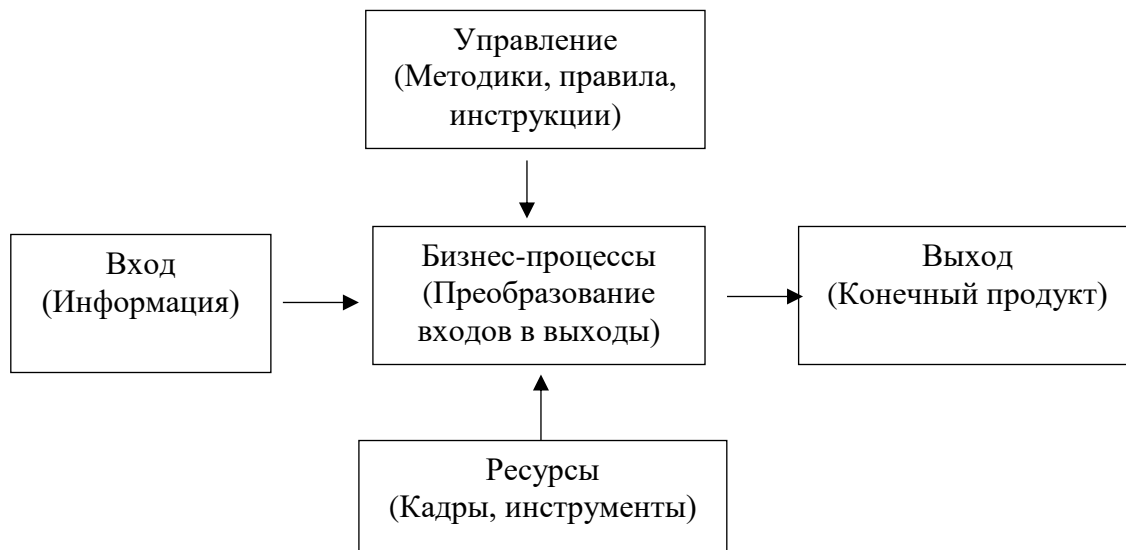 Управление
(Методики, правила,
инструкции)
Вход
(Информация)
Бизнес-процессы
(Преобразование
входов в выходы)
Выход
(Конечный продукт)
Ресурсы
(Кадры, инструменты)